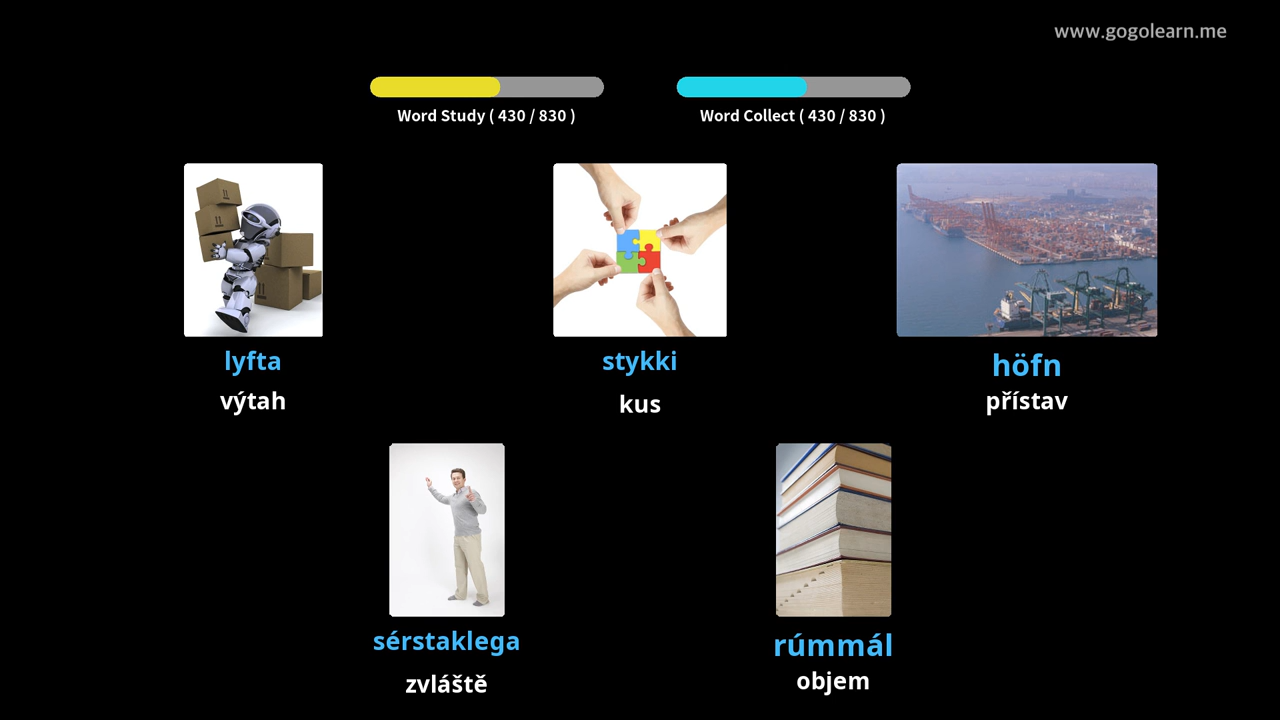 www.gogolearn.me
Word Study ( 430 / 830 )
Word Collect ( 430 / 830 )
lyfta
výtah
stykki
kus
höfn
přístav
sérstaklega
zvláště
rúmmál
objem